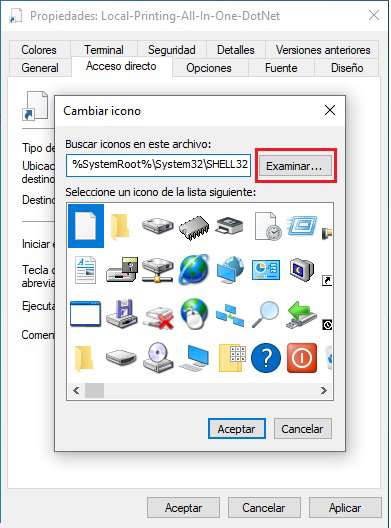 Propiedades: Local-Printing-All-In-One-DotNet
Colores Terminal Seguridad Detalles Versiones anteriores
General Acceso directo Opciones Fuente Diseño
Cambiar icono
Buscar iconos en este archivo:
%SystemRoot%\System32\SHELL32
Examinar...
Seleccione un icono de la lista siguiente:
Tipo de
Ubicac
destino
Destino
Iniciar e
Tecla d
abrevia
Ejecuta
Comen
Aceptar Cancelar
Aceptar Cancelar Aplicar